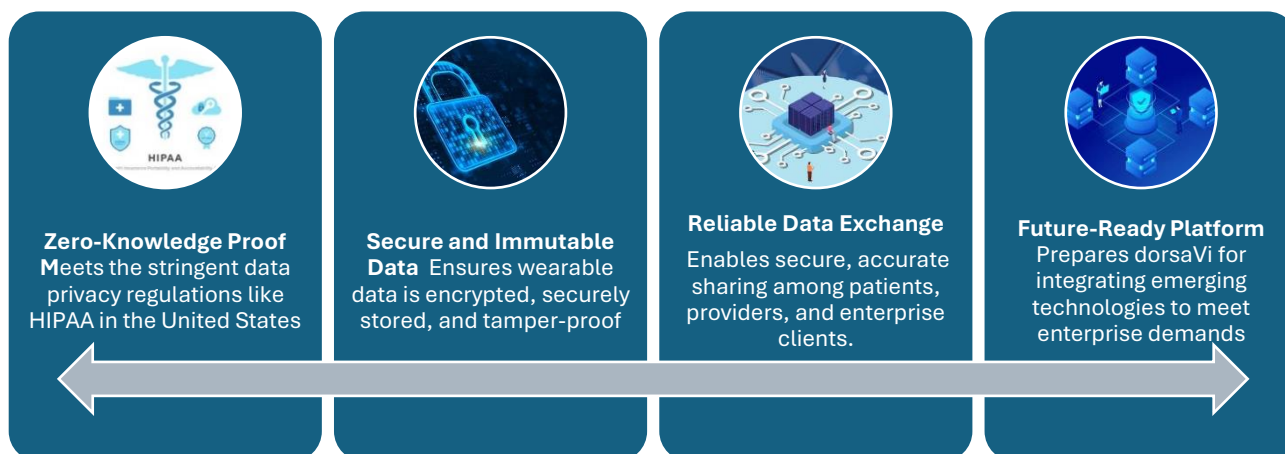 HIPAA
Zero-Knowledge Proof
Meets the stringent data
privacy regulations like
HIPAA in the United States
Secure and Immutable
Data Ensures wearable
data is encrypted, securely
stored, and tamper-proof
Reliable Data Exchange
Enables secure, accurate
sharing among patients,
providers, and enterprise
clients.
Future-Ready Platform
Prepares dorsaVi for
integrating emerging
technologies to meet
enterprise demands